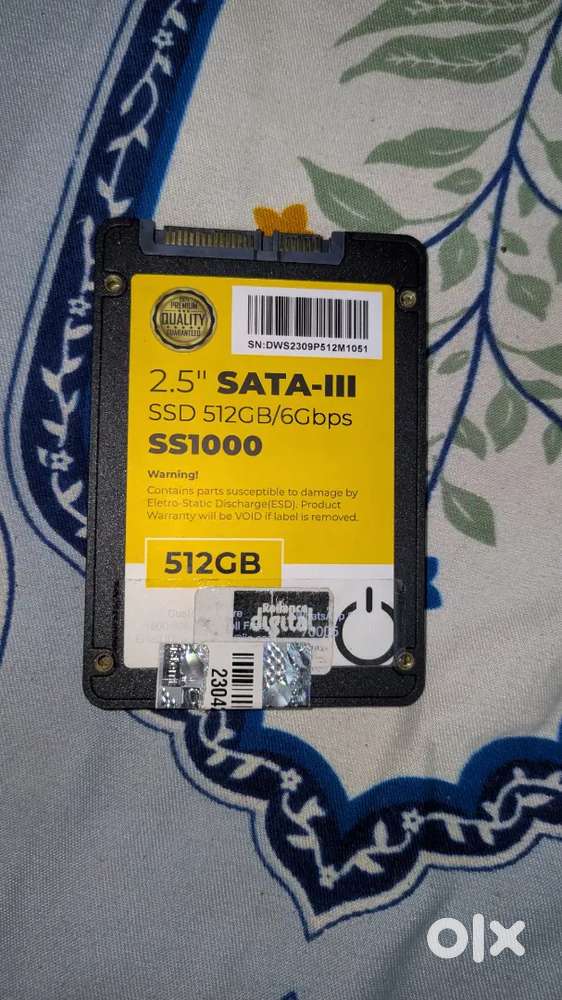 PREMIUM
QUALITY
GUARANTEED
SN:DWS2309P512M1051
2.5" SATA-III
SSD 512GB/6Gbps
SS1000
Warning!
Contains parts susceptible to damage by
Eletro-Static Discharge(ESD). Product
Warranty will be VOID if label is removed.
512GB
Reliance
digital
2304
olx